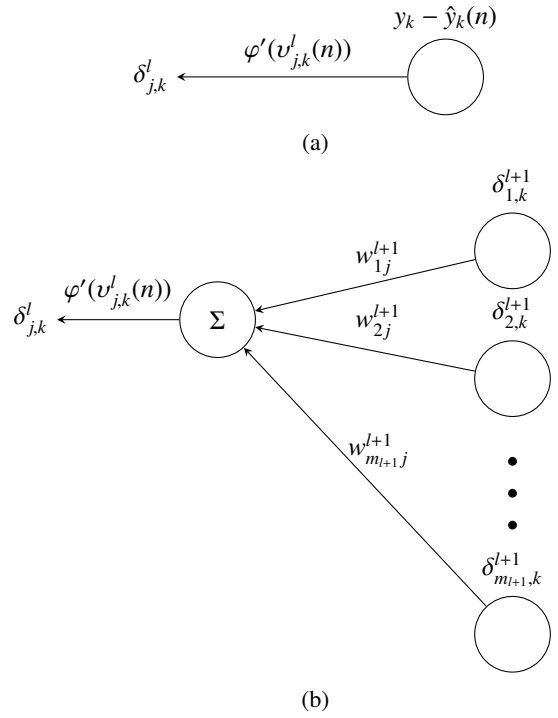 y_k − ŷ_k(n)
φ′(υ^l_{j,k}(n))
δ^l_{j,k}
(a)
δ^{l+1}_{1,k}
w^{l+1}_{1j}
φ′(υ^l_{j,k}(n))
δ^{l+1}_{2,k}
δ^l_{j,k}
Σ
w^{l+1}_{2j}
w^{l+1}_{m_{l+1}j}
δ^{l+1}_{m_{l+1},k}
(b)